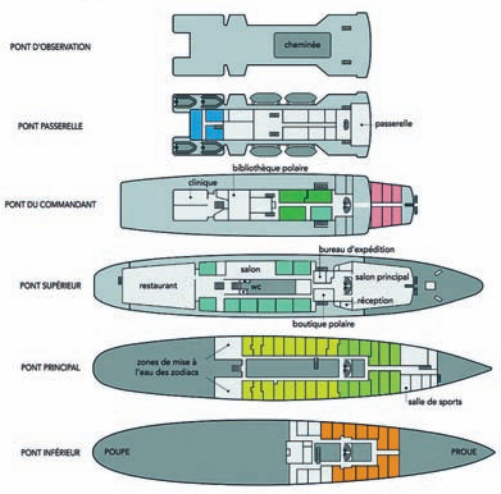 PONT D'OBSERVATION
cheminée
PONT PASSERELLE
passerelle
bibliothèque polaire
clinique
PONT DU COMMANDANT
bureau d'expédition
salon
salon principal
PONT SUPÉRIEUR
restaurant
wc
réception
boutique polaire
zones de mise à
l'eau des zodiacs
PONT PRINCIPAL
salle de sports
PONT INFÉRIEUR
POUPE
PROUE